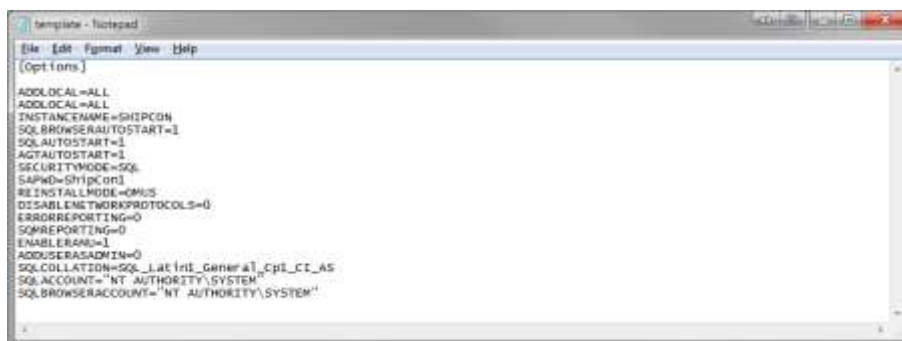 template - Notepad
File Edit Format View Help
[Options]
ADDLOCAL=ALL
ADDLOCAL=ALL
INSTANCENAME=SHIPCON
SQLBROWSERAUTOSTART=1
SQLAUTOSTART=1
AGTAUTOSTART=1
SECURITYMODE=SQL
SAPWD=ShipCon1
REINSTALLMODE=OMUS
DISABLENETWORKPROTOCOLS=0
ERRORREPORTING=0
SQMREPORTING=0
ENABLERANU=1
ADDUSERASADMIN=0
SQLCOLLATION=SQL_Latin1_General_Cp1_CI_AS
SQLACCOUNT="NT AUTHORITY\SYSTEM"
SQLBROWSERACCOUNT="NT AUTHORITY\SYSTEM"